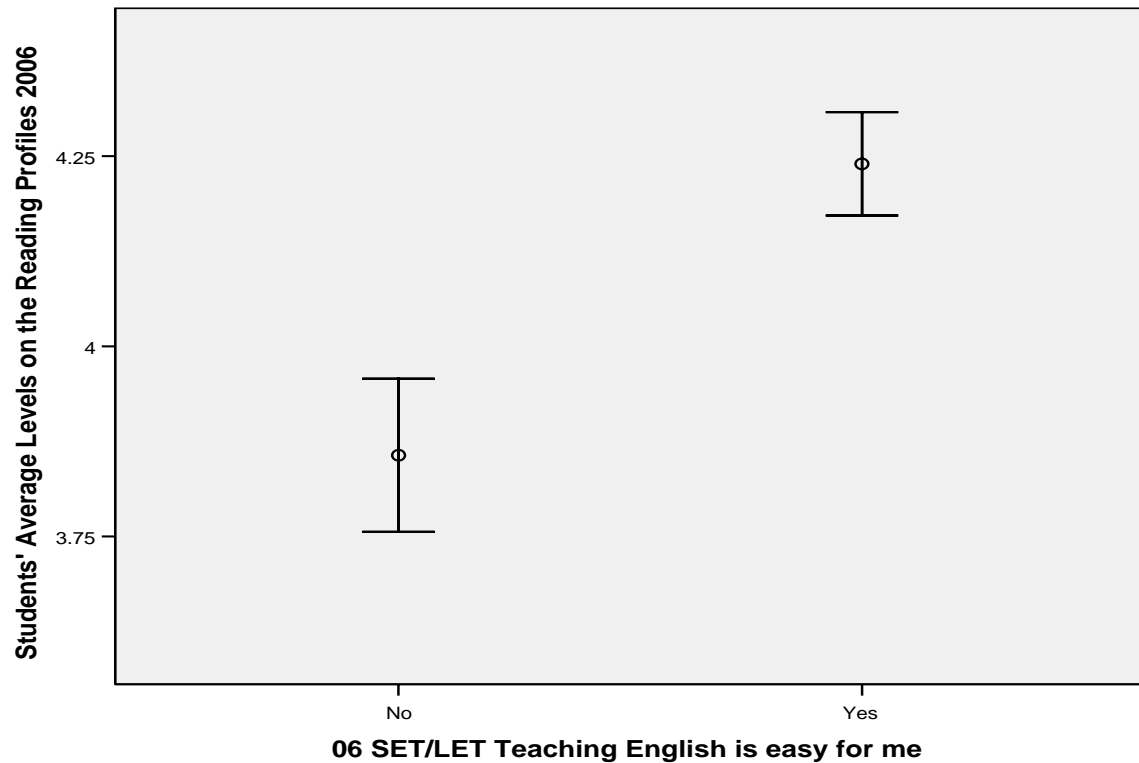 Students' Average Levels on the Reading Profiles 2006
4.25
4
3.75
No Yes
06 SET/LET Teaching English is easy for me